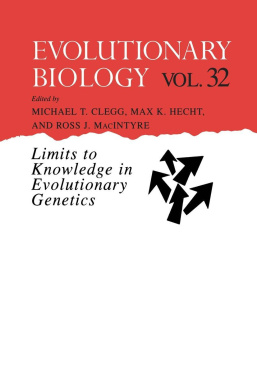 EVOLUTIONARY
BIOLOGY VOL. 32
Edited by
MICHAEL T. CLEGG, MAX K. HECHT,
AND ROSS J. MACINTYRE
Limits to
Knowledge in
Evolutionary
Genetics